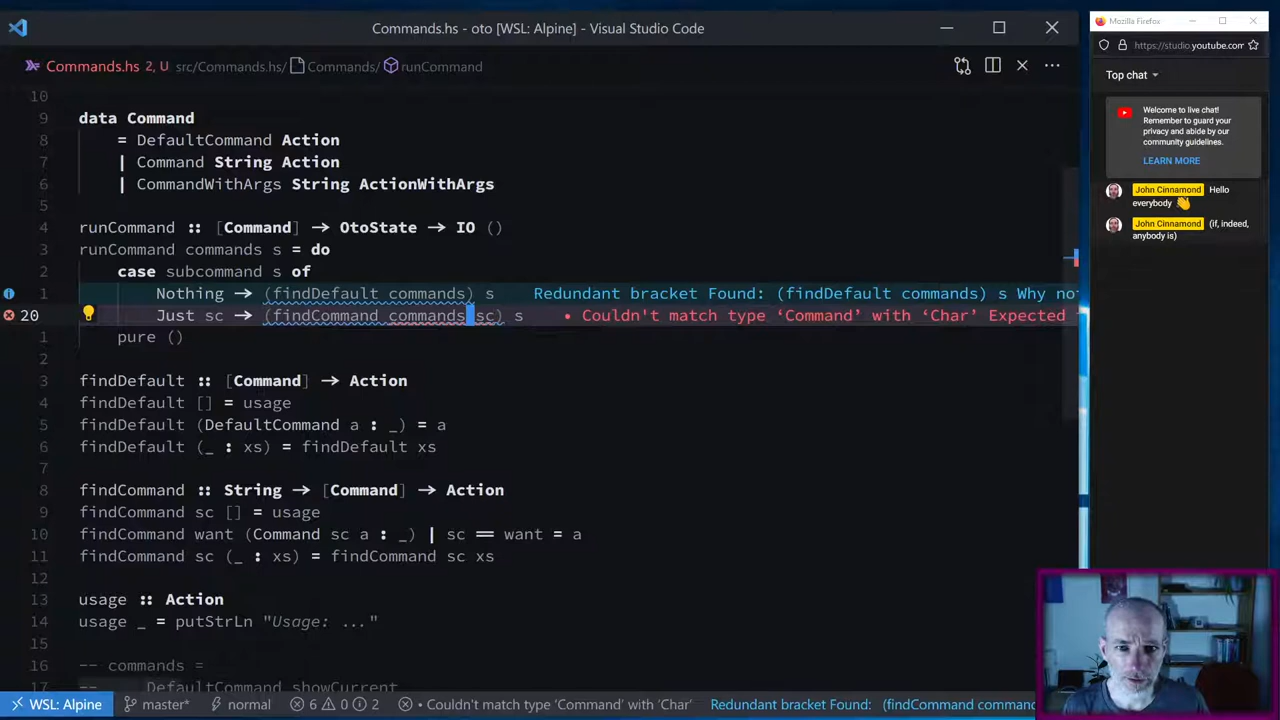 Commands.hs - oto [WSL: Alpine] - Visual Studio Code
Commands.hs 2, U src/Commands.hs/ Commands/ runCommand
10
9 data Command
8 = DefaultCommand Action
7 | Command String Action
6 | CommandWithArgs String ActionWithArgs
5
4 runCommand :: [Command] → OtoState → IO ()
3 runCommand commands s = do
2 case subcommand s of
1 Nothing → (findDefault commands) s Redundant bracket Found: (findDefault commands) s Why no
20 Just sc → (findCommand commands sc) s • Couldn't match type ‘Command’ with ‘Char’ Expected
1 pure ()
2
3 findDefault :: [Command] → Action
4 findDefault [] = usage
5 findDefault (DefaultCommand a : _) = a
6 findDefault (_ : xs) = findDefault xs
7
8 findCommand :: String → [Command] → Action
9 findCommand sc [] = usage
10 findCommand want (Command sc a : _) | sc == want = a
11 findCommand sc (_ : xs) = findCommand sc xs
12
13 usage :: Action
14 usage _ = putStrLn "Usage: ..."
15
16 -- commands =
17 -- DefaultCommand showCurrent
WSL: Alpine master* normal 6 0 2 Couldn't match type ‘Command’ with ‘Char’ Redundant bracket Found: (findCommand comman
Mozilla Firefox
https://studio.youtube.com
Top chat
Welcome to live chat!
Remember to guard your
privacy and abide by our
community guidelines.
LEARN MORE
John Cinnamond Hello
everybody 👋
John Cinnamond (if, indeed,
anybody is)